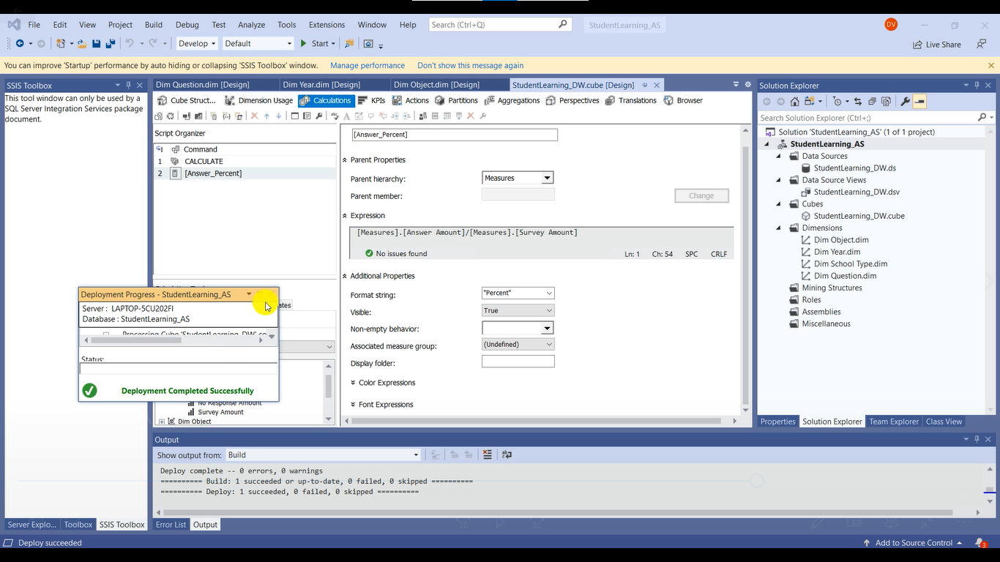 File Edit View Project Build Debug Test Analyze Tools Extensions Window Help Search (Ctrl+Q) StudentLearning_AS DV
Develop Default Start Live Share
You can improve 'Startup' performance by auto hiding or collapsing 'SSIS Toolbox' window. Manage performance Don't show this message again
SSIS Toolbox
This tool window can only be used by a
SQL Server Integration Services package
document.
Dim Question.dim [Design] Dim Year.dim [Design] Dim Object.dim [Design] StudentLearning_DW.cube [Design]
Cube Struct... Dimension Usage Calculations KPIs Actions Partitions Aggregations Perspectives Translations Browser
Script Organizer
Command
1 CALCULATE
2 [Answer_Percent]
[Answer_Percent]
Parent Properties
Parent hierarchy: Measures
Parent member: Change
Expression
[Measures].[Answer Amount]/[Measures].[Survey Amount]
No issues found Ln: 1 Ch: 54 SPC CRLF
Additional Properties
Format string: "Percent"
Visible: True
Non-empty behavior:
Associated measure group: (Undefined)
Display folder:
Color Expressions
Font Expressions
Deployment Progress - StudentLearning_AS
Server : LAPTOP-5CU202FI
Database : StudentLearning_AS
Processing Cube 'StudentLearning_DW' co
Status:
Deployment Completed Successfully
ates
No Response Amount
Survey Amount
Dim Object
Solution Explorer
Search Solution Explorer (Ctrl+;)
Solution 'StudentLearning_AS' (1 of 1 project)
StudentLearning_AS
Data Sources
StudentLearning_DW.ds
Data Source Views
StudentLearning_DW.dsv
Cubes
StudentLearning_DW.cube
Dimensions
Dim Object.dim
Dim Year.dim
Dim School Type.dim
Dim Question.dim
Mining Structures
Roles
Assemblies
Miscellaneous
Properties Solution Explorer Team Explorer Class View
Output
Show output from: Build
Deploy complete -- 0 errors, 0 warnings
========== Build: 1 succeeded or up-to-date, 0 failed, 0 skipped ==========
========== Deploy: 1 succeeded, 0 failed, 0 skipped ==========
Server Explo... Toolbox SSIS Toolbox Error List Output
Deploy succeeded Add to Source Control 3